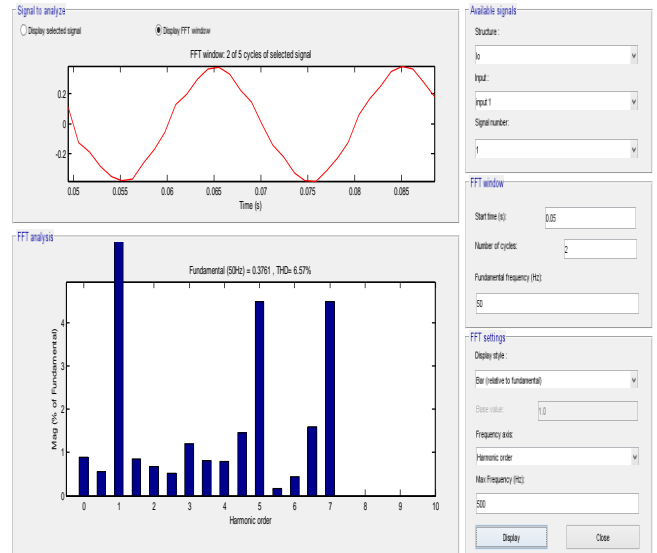 Signal to analyze
Display selected signal
Display FFT window
FFT window: 2 of 5 cycles of selected signal
0.2
0
-0.2
0.05 0.055 0.06 0.065 0.07 0.075 0.08 0.085
Time (s)
FFT analysis
Fundamental (50Hz) = 0.3761 , THD= 6.57%
Mag (% of Fundamental)
4
3
2
1
0
0 1 2 3 4 5 6 7 8 9 10
Harmonic order
Available signals
Structure :
Io
Input :
input 1
Signal number:
1
FFT window
Start time (s): 0.05
Number of cycles: 2
Fundamental frequency (Hz):
50
FFT settings
Display style :
Bar (relative to fundamental)
Base value: 1.0
Frequency axis:
Harmonic order
Max Frequency (Hz):
500
Display Close